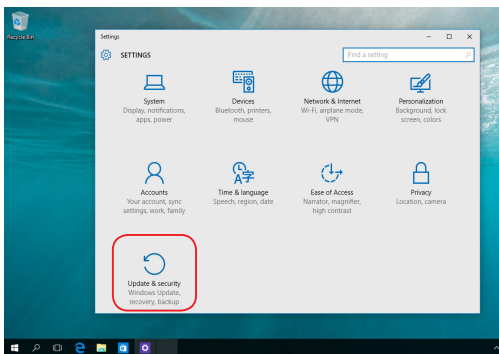 Recycle Bin
Settings
SETTINGS
Find a setting
System
Display, notifications,
apps, power
Devices
Bluetooth, printers,
mouse
Network & Internet
Wi-Fi, airplane mode,
VPN
Personalization
Background, lock
screen, colors
Accounts
Your account, sync
settings, work, family
Time & language
Speech, region, date
Ease of Access
Narrator, magnifier,
high contrast
Privacy
Location, camera
Update & security
Windows Update,
recovery, backup